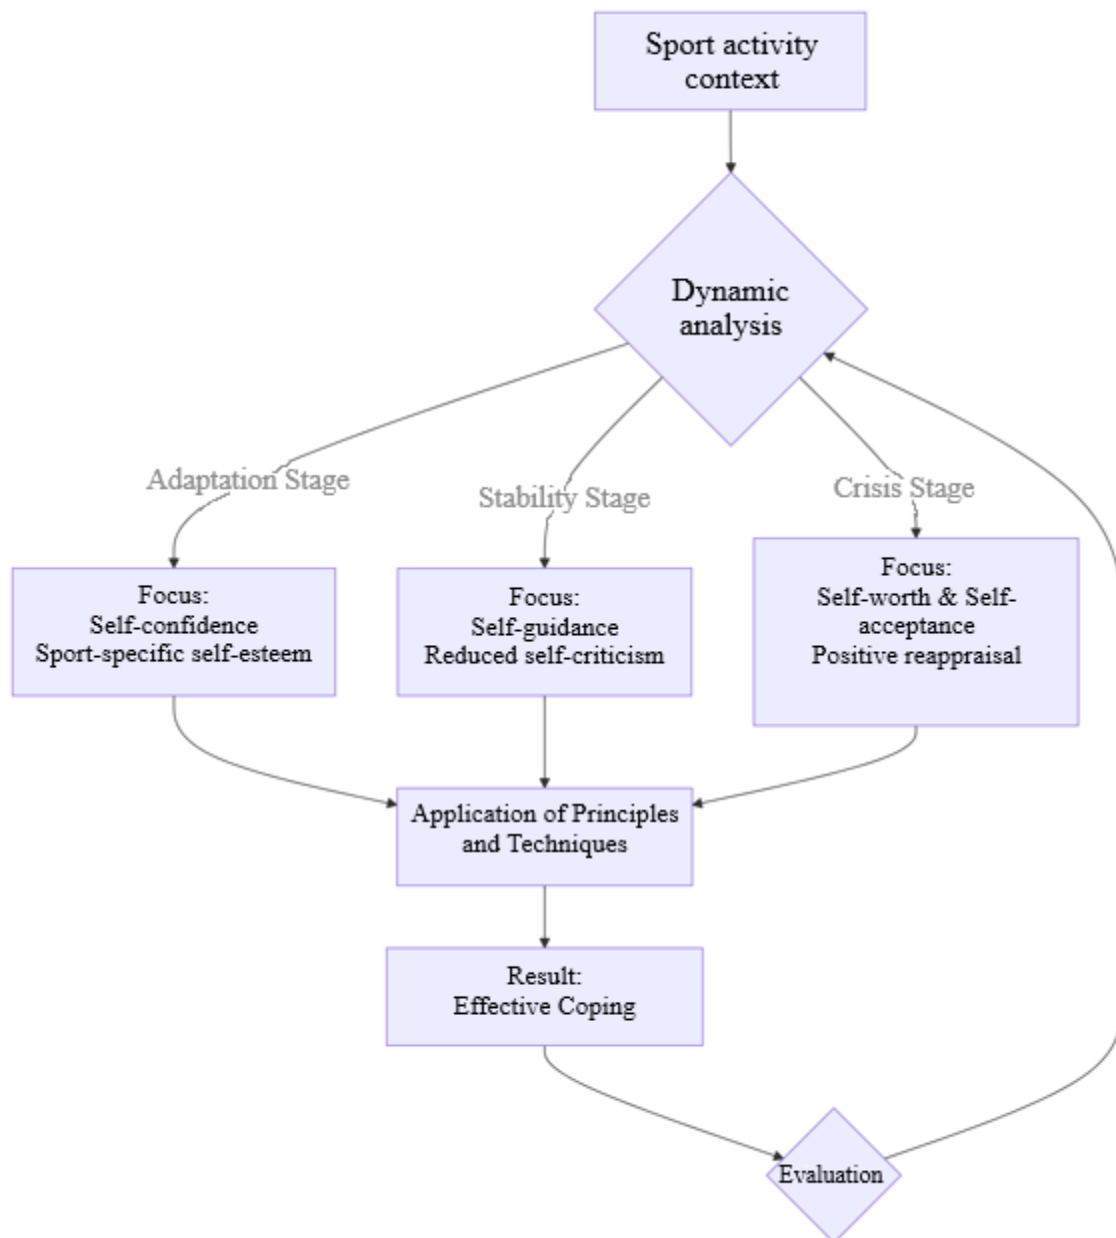 Sport activity
context
Dynamic
analysis
Adaptation Stage
Stability Stage
Crisis Stage
Focus:
Self-confidence
Sport-specific self-esteem
Focus:
Self-guidance
Reduced self-criticism
Focus:
Self-worth & Self-
acceptance
Positive reappraisal
Application of Principles
and Techniques
Result:
Effective Coping
Evaluation